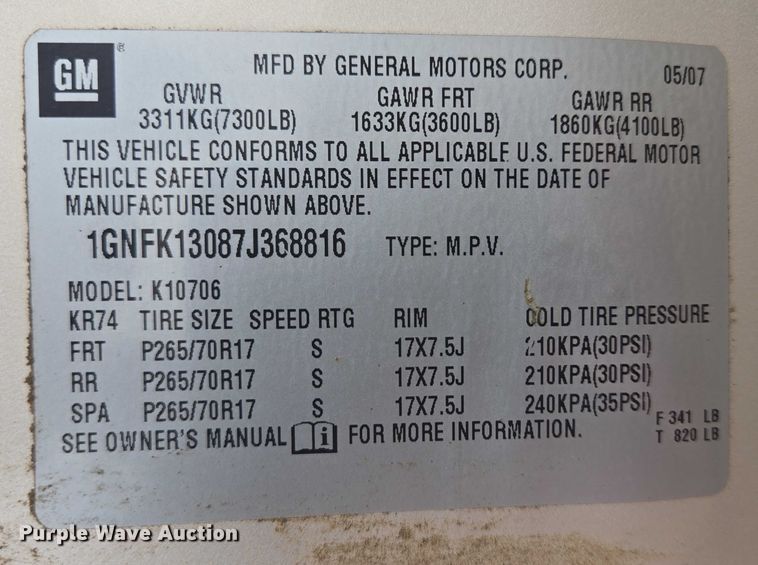 GM ®
MFD BY GENERAL MOTORS CORP. 05/07
GVWR GAWR FRT GAWR RR
3311KG(7300LB) 1633KG(3600LB) 1860KG(4100LB)
THIS VEHICLE CONFORMS TO ALL APPLICABLE U.S. FEDERAL MOTOR
VEHICLE SAFETY STANDARDS IN EFFECT ON THE DATE OF
MANUFACTURE SHOWN ABOVE.
1GNFK13087J368816 TYPE: M.P.V.
MODEL: K10706
KR74 TIRE SIZE SPEED RTG RIM COLD TIRE PRESSURE
FRT P265/70R17 S 17X7.5J 210KPA(30PSI)
RR P265/70R17 S 17X7.5J 210KPA(30PSI)
SPA P265/70R17 S 17X7.5J 240KPA(35PSI)
F 341 LB
T 820 LB
SEE OWNER'S MANUAL i FOR MORE INFORMATION.
Purple Wave Auction